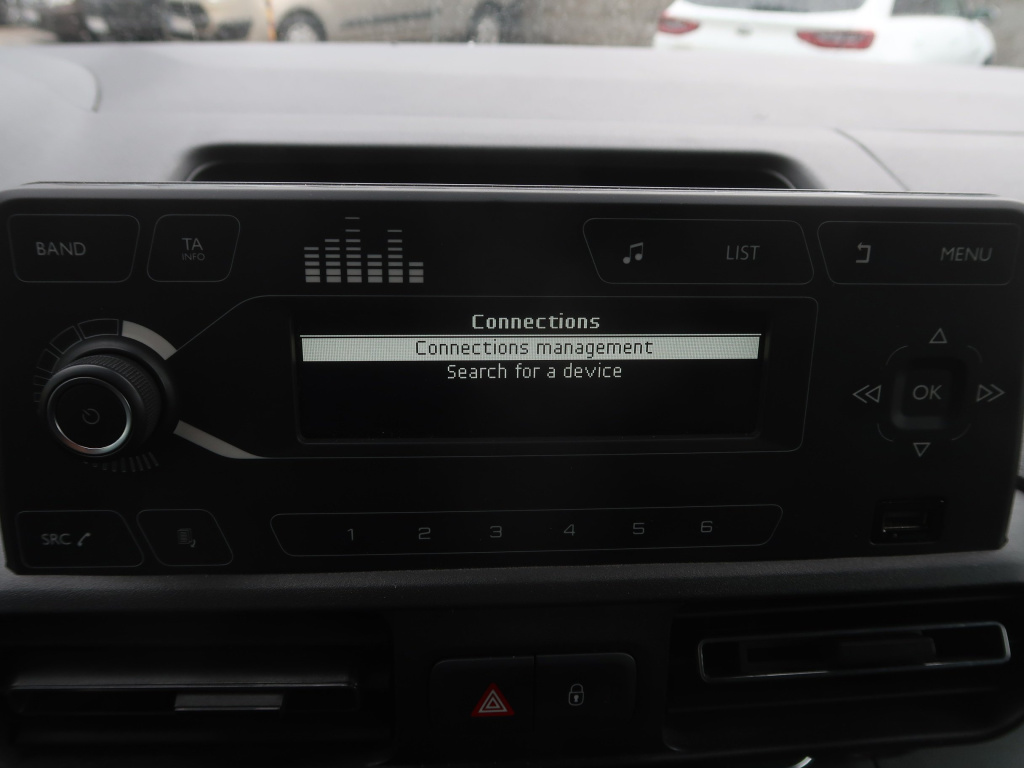 BAND
TA
INFO
LIST
MENU
Connections
Connections management
Search for a device
OK
SRC
1 2 3 4 5 6